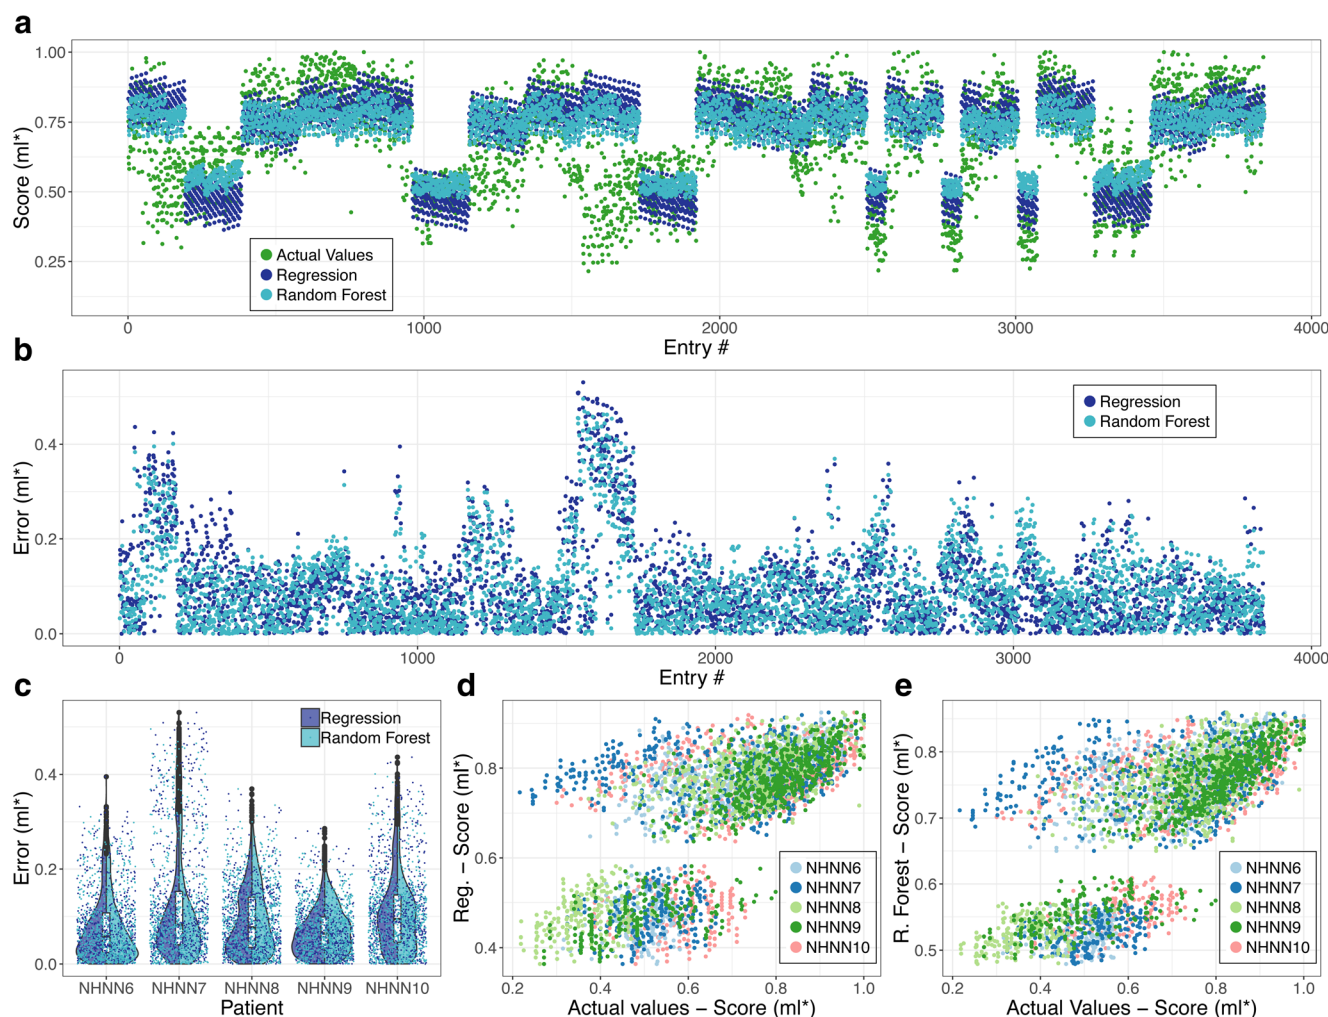 a
1.00
0.75
0.50
0.25
Score (ml*)
Actual Values
Regression
Random Forest
0 1000 2000 3000 4000
Entry #
b
0.4
0.2
0.0
Error (ml*)
Regression
Random Forest
0 1000 2000 3000 4000
Entry #
c
0.4
0.2
0.0
Error (ml*)
Regression
Random Forest
NHNN6 NHNN7 NHNN8 NHNN9 NHNN10
Patient
d
0.8
0.6
0.4
Reg. – Score (ml*)
NHNN6
NHNN7
NHNN8
NHNN9
NHNN10
0.2 0.4 0.6 0.8 1.0
Actual values – Score (ml*)
e
0.8
0.7
0.6
0.5
R. Forest – Score (ml*)
NHNN6
NHNN7
NHNN8
NHNN9
NHNN10
0.2 0.4 0.6 0.8 1.0
Actual Values – Score (ml*)